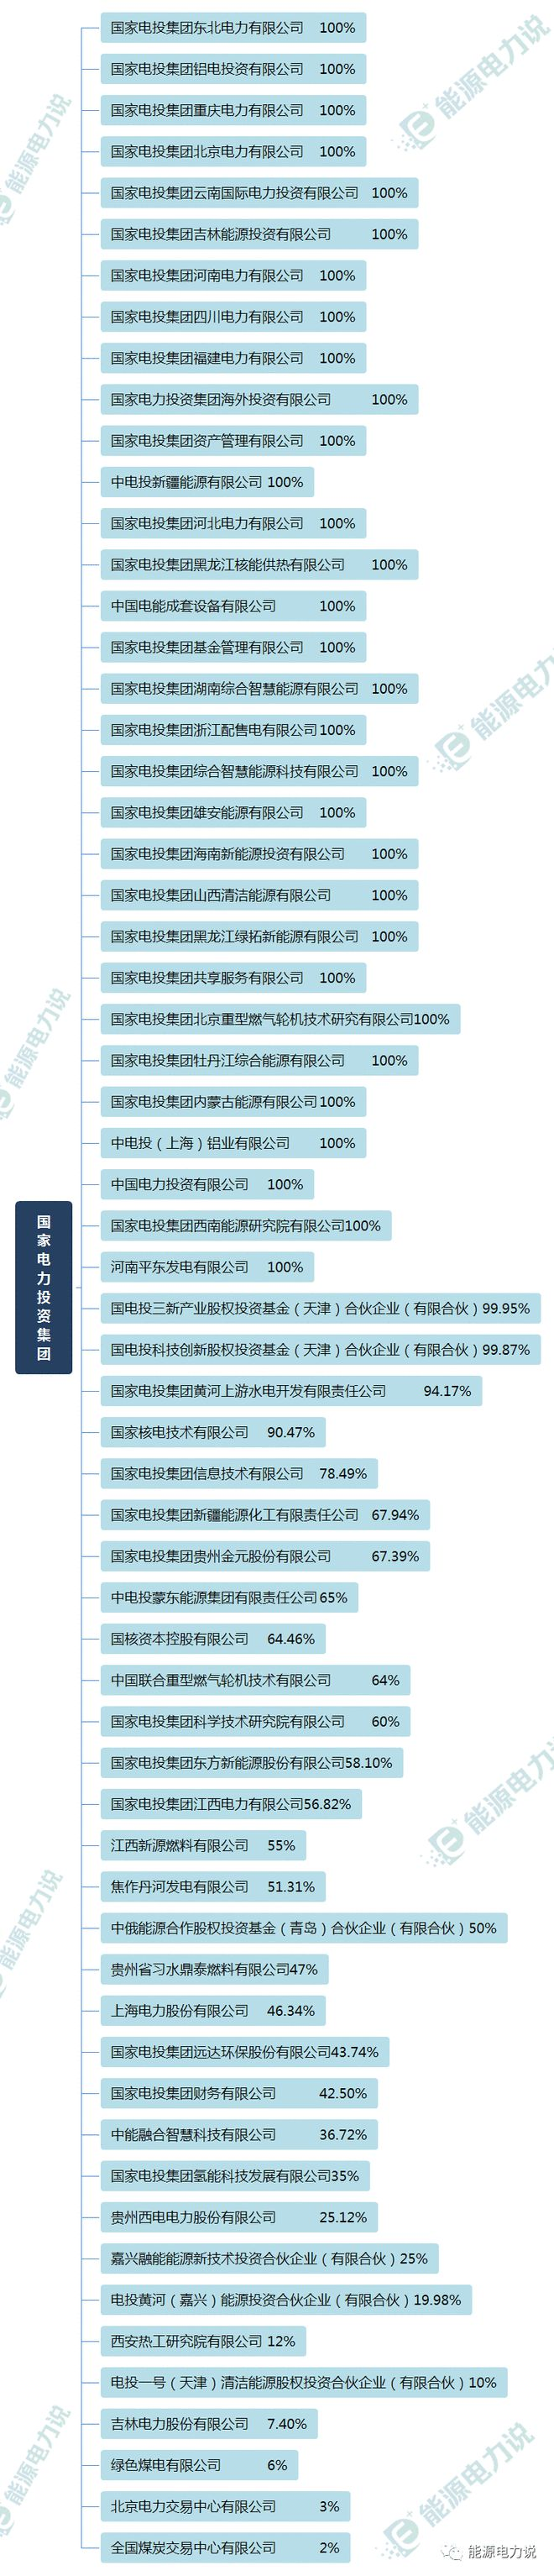 国家电力投资集团
国家电投集团东北电力有限公司 100%
国家电投集团铝电投资有限公司 100%
国家电投集团重庆电力有限公司 100%
国家电投集团北京电力有限公司 100%
国家电投集团云南国际电力投资有限公司 100%
国家电投集团吉林能源投资有限公司 100%
国家电投集团河南电力有限公司 100%
国家电投集团四川电力有限公司 100%
国家电投集团福建电力有限公司 100%
国家电力投资集团海外投资有限公司 100%
国家电投集团资产管理有限公司 100%
中电投新疆能源有限公司 100%
国家电投集团河北电力有限公司 100%
国家电投集团黑龙江核能供热有限公司 100%
中国电能成套设备有限公司 100%
国家电投集团基金管理有限公司 100%
国家电投集团湖南综合智慧能源有限公司 100%
国家电投集团浙江配售电有限公司 100%
国家电投集团综合智慧能源科技有限公司 100%
国家电投集团雄安能源有限公司 100%
国家电投集团海南新能源投资有限公司 100%
国家电投集团山西清洁能源有限公司 100%
国家电投集团黑龙江绿拓新能源有限公司 100%
国家电投集团共享服务有限公司 100%
国家电投集团北京重型燃气轮机技术研究有限公司100%
国家电投集团牡丹江综合能源有限公司 100%
国家电投集团内蒙古能源有限公司 100%
中电投（上海）铝业有限公司 100%
中国电力投资有限公司 100%
国家电投集团西南能源研究院有限公司100%
河南平东发电有限公司 100%
国电投三新产业股权投资基金（天津）合伙企业（有限合伙）99.95%
国电投科技创新股权投资基金（天津）合伙企业（有限合伙）99.87%
国家电投集团黄河上游水电开发有限责任公司 94.17%
国家核电技术有限公司 90.47%
国家电投集团信息技术有限公司 78.49%
国家电投集团新疆能源化工有限责任公司 67.94%
国家电投集团贵州金元股份有限公司 67.39%
中电投蒙东能源集团有限责任公司 65%
国核资本控股有限公司 64.46%
中国联合重型燃气轮机技术有限公司 64%
国家电投集团科学技术研究院有限公司 60%
国家电投集团东方新能源股份有限公司58.10%
国家电投集团江西电力有限公司56.82%
江西新源燃料有限公司 55%
焦作丹河发电有限公司 51.31%
中俄能源合作股权投资基金（青岛）合伙企业（有限合伙）50%
贵州省习水鼎泰燃料有限公司47%
上海电力股份有限公司 46.34%
国家电投集团远达环保股份有限公司43.74%
国家电投集团财务有限公司 42.50%
中能融合智慧科技有限公司 36.72%
国家电投集团氢能科技发展有限公司35%
贵州西电电力股份有限公司 25.12%
嘉兴融能能源新技术投资合伙企业（有限合伙）25%
电投黄河（嘉兴）能源投资合伙企业（有限合伙）19.98%
西安热工研究院有限公司 12%
电投一号（天津）清洁能源股权投资合伙企业（有限合伙）10%
吉林电力股份有限公司 7.40%
绿色煤电有限公司 6%
北京电力交易中心有限公司 3%
全国煤炭交易中心有限公司 2%
能源电力说
能源电力说
能源电力说
能源电力说
能源电力说
能源电力说
能源电力说
能源电力说
能源电力说